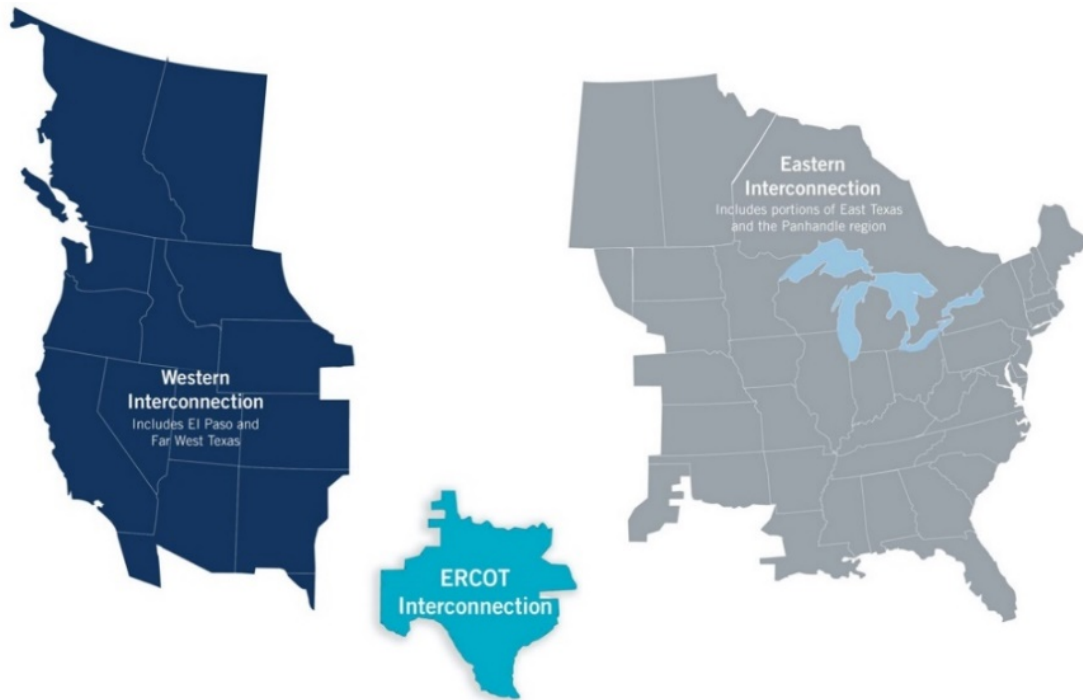 Western
Interconnection
Includes El Paso and
Far West Texas
ERCOT
Interconnection
Eastern
Interconnection
Includes portions of East Texas
and the Panhandle region